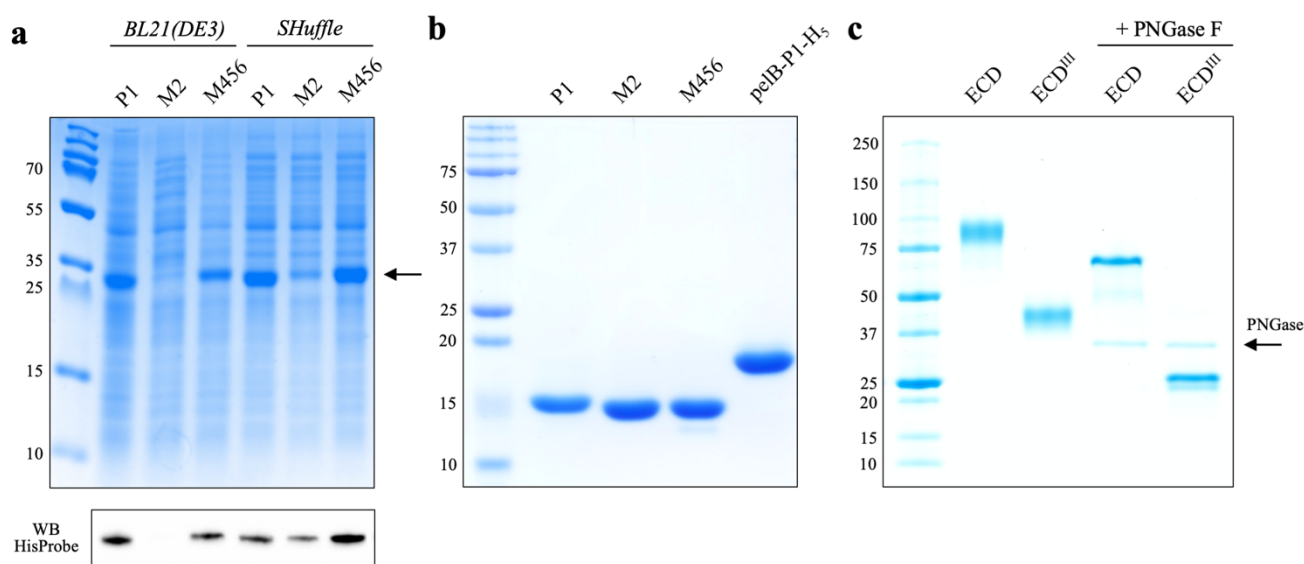 a
BL21(DE3) SHuffle
P1 M2 M456 P1 M2 M456
70
55
35
25
15
10
WB
HisProbe
b
P1 M2 M456 pelB-P1-H₅
75
50
37
25
20
15
10
c
+ PNGase F
ECD ECDᴵᴵᴵ ECD ECDᴵᴵᴵ
250
150
100
75
50
37
25
20
15
10
PNGase